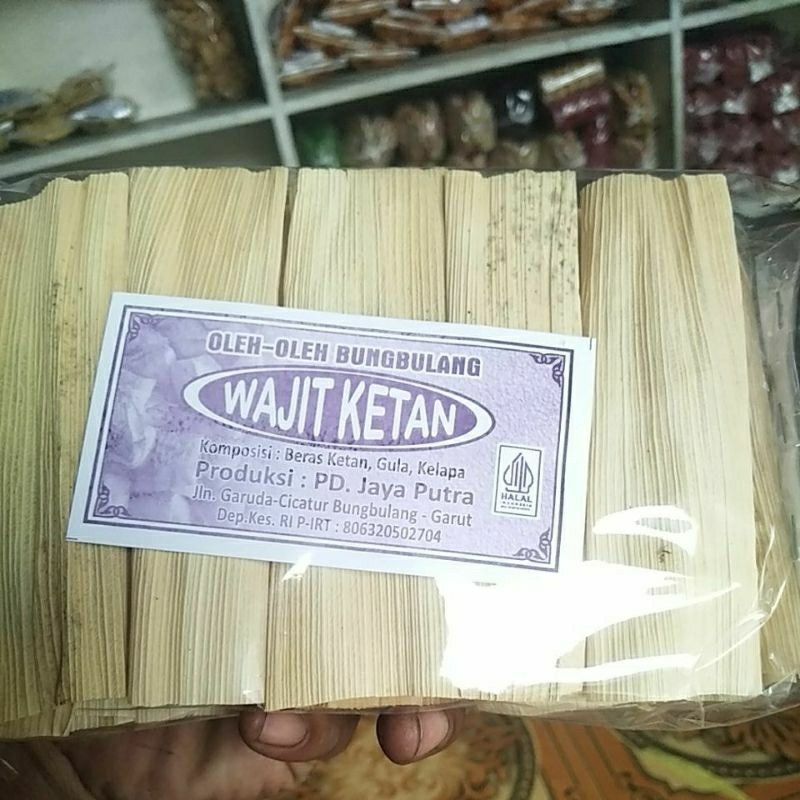 OLEH-OLEH BUNGBULANG
WAJIT KETAN
Komposisi : Beras Ketan, Gula, Kelapa
Produksi : PD. Jaya Putra
Jln. Garuda-Cicatur Bungbulang - Garut
Dep.Kes. RI P-IRT : 806320502704
HALAL
INDONESIA